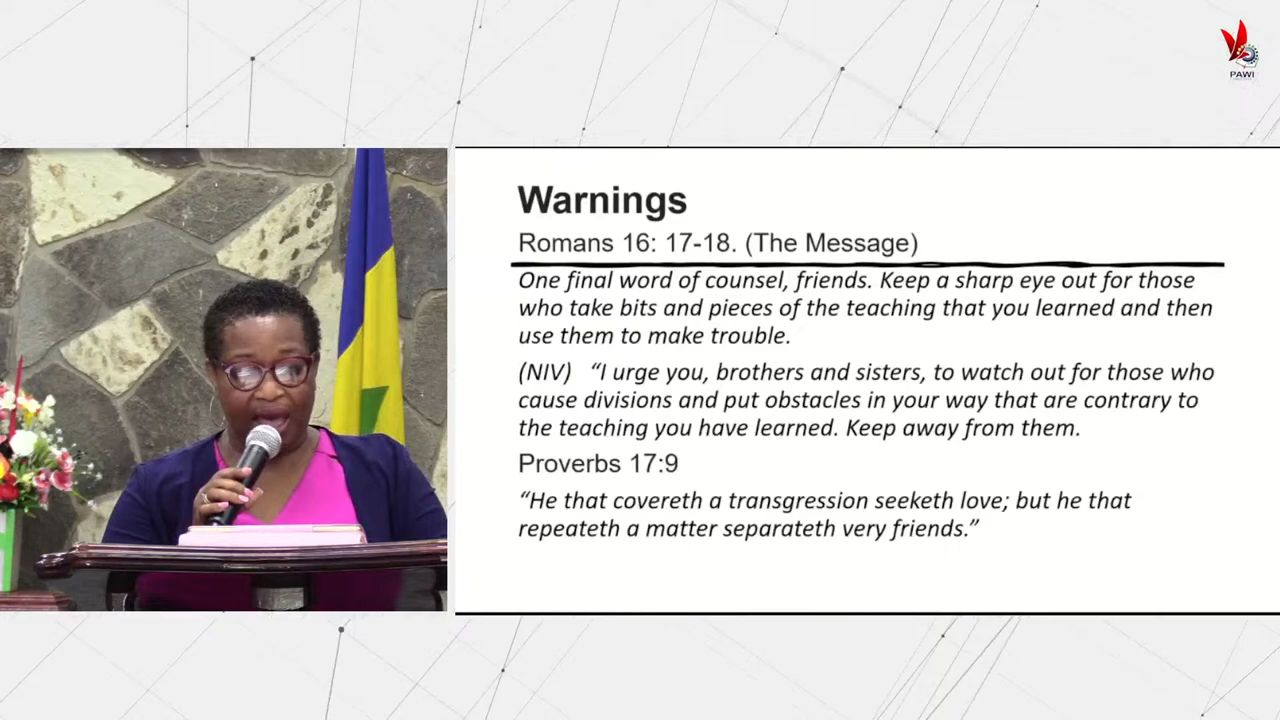 PAWI
Warnings
Romans 16: 17-18. (The Message)
One final word of counsel, friends. Keep a sharp eye out for those
who take bits and pieces of the teaching that you learned and then
use them to make trouble.
(NIV) “I urge you, brothers and sisters, to watch out for those who
cause divisions and put obstacles in your way that are contrary to
the teaching you have learned. Keep away from them.
Proverbs 17:9
“He that covereth a transgression seeketh love; but he that
repeateth a matter separateth very friends.”